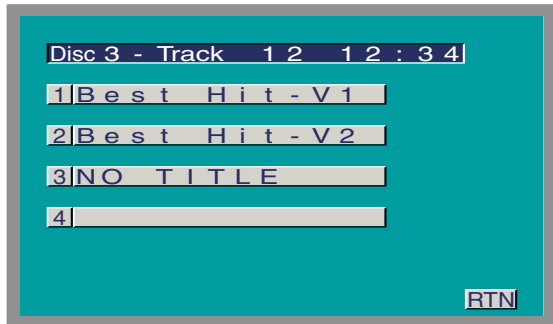 Disc 3 - Track 12 12:34
1 Best Hit-V1
2 Best Hit-V2
3 NO TITLE
4
RTN